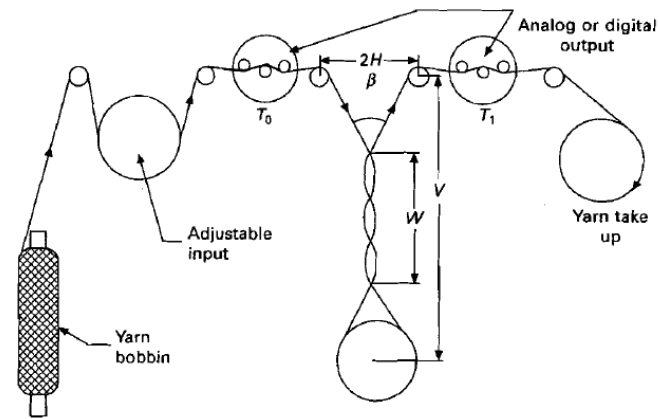 Analog or digital
output
2H
β
T₀
T₁
V
W
Adjustable
input
Yarn take
up
Yarn
bobbin